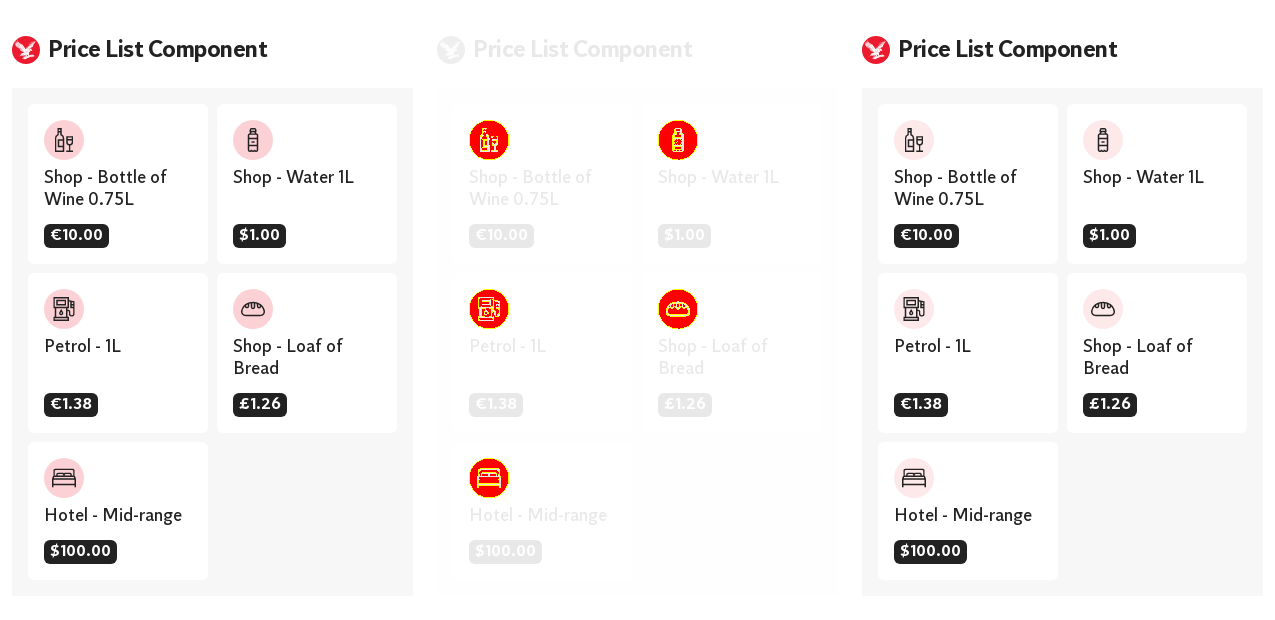 Price List Component
Shop - Bottle of
Wine 0.75L
€10.00
Shop - Water 1L
$1.00
Petrol - 1L
€1.38
Shop - Loaf of
Bread
£1.26
Hotel - Mid-range
$100.00
Price List Component
Shop - Bottle of
Wine 0.75L
€10.00
Shop - Water 1L
$1.00
Petrol - 1L
€1.38
Shop - Loaf of
Bread
£1.26
Hotel - Mid-range
$100.00
Price List Component
Shop - Bottle of
Wine 0.75L
€10.00
Shop - Water 1L
$1.00
Petrol - 1L
€1.38
Shop - Loaf of
Bread
£1.26
Hotel - Mid-range
$100.00